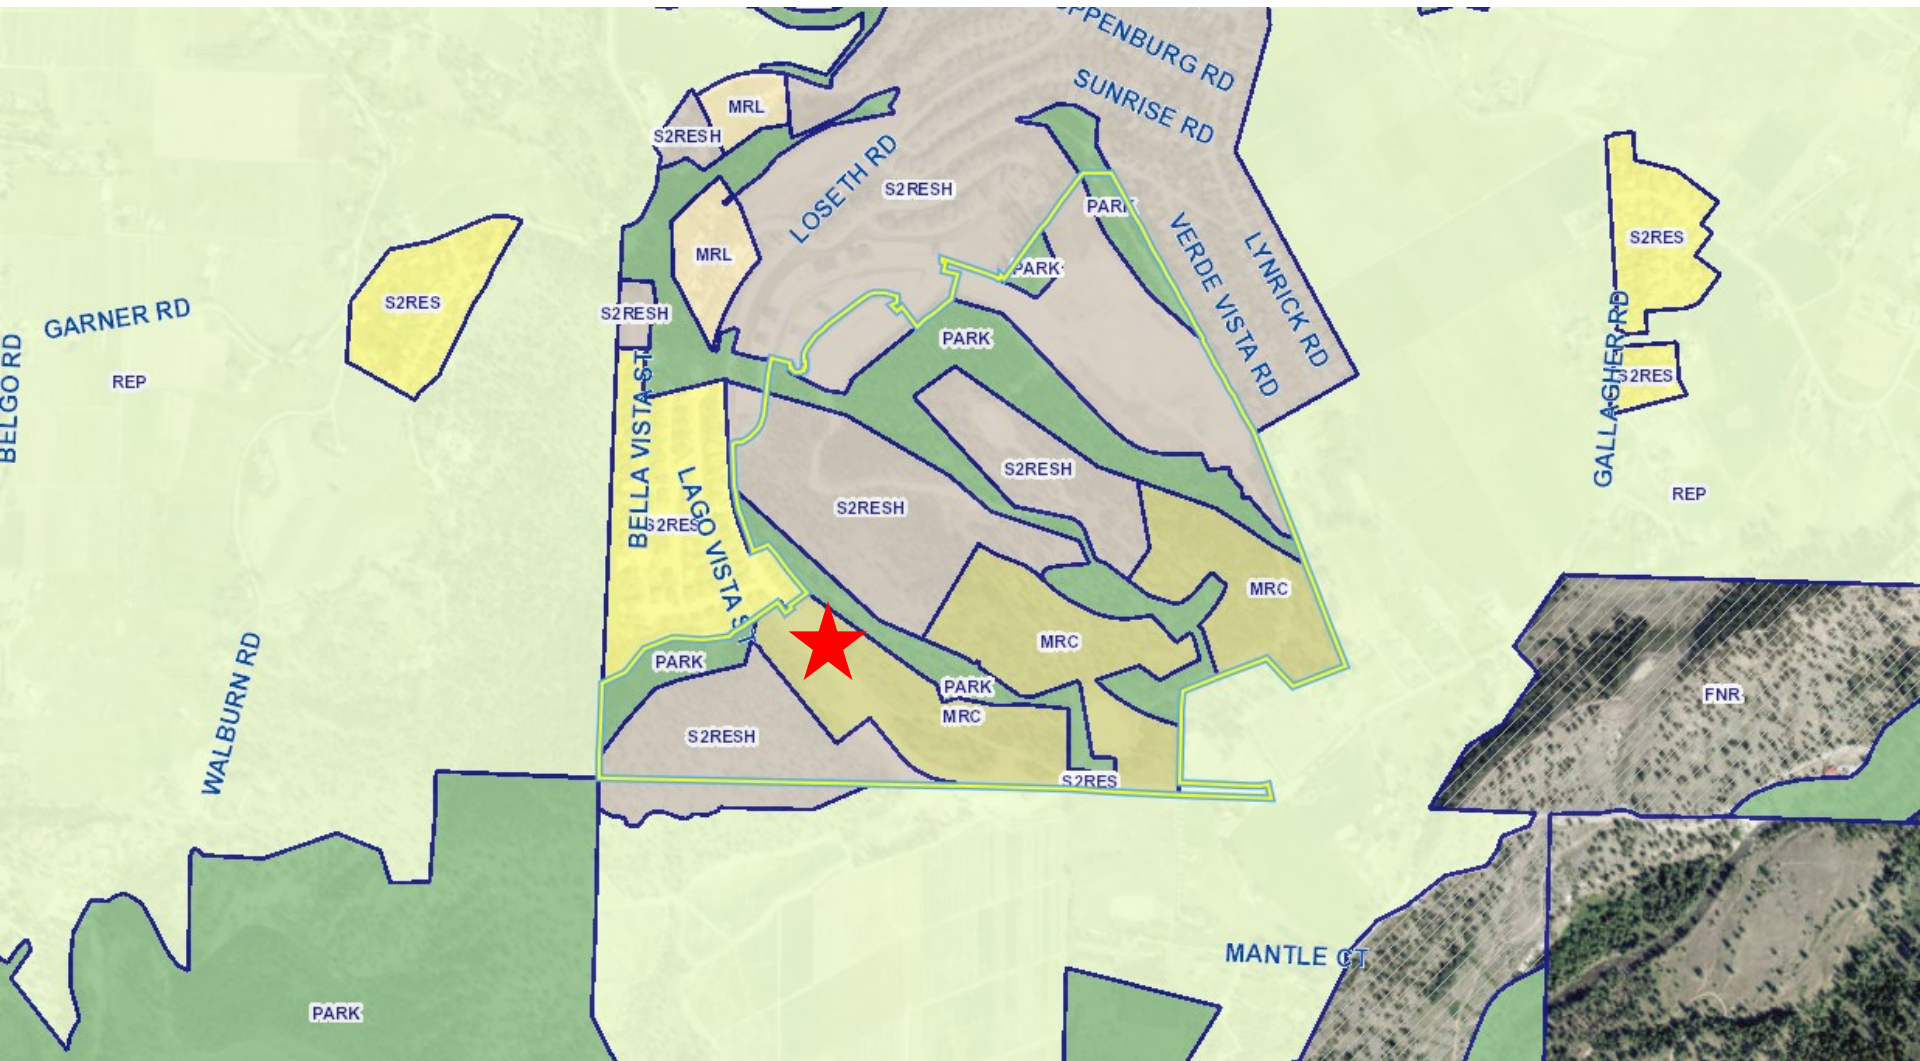 PPENBURG RD
SUNRISE RD
MRL
S2RESH
LOSETH RD
S2RESH
PARK
MRL
VERDE VISTA RD
LYNRICK RD
S2RES
PARK
S2RES
GARNER RD
S2RESH
BELGO RD
REP
PARK
GALLAGHER RD
S2RES
BELLA VISTA ST
S2RESH
LAGO VISTA ST
S2RES
S2RESH
REP
MRC
MRC
WALBURN RD
PARK
PARK
MRC
FNR
S2RESH
S2RES
MANTLE CT
PARK